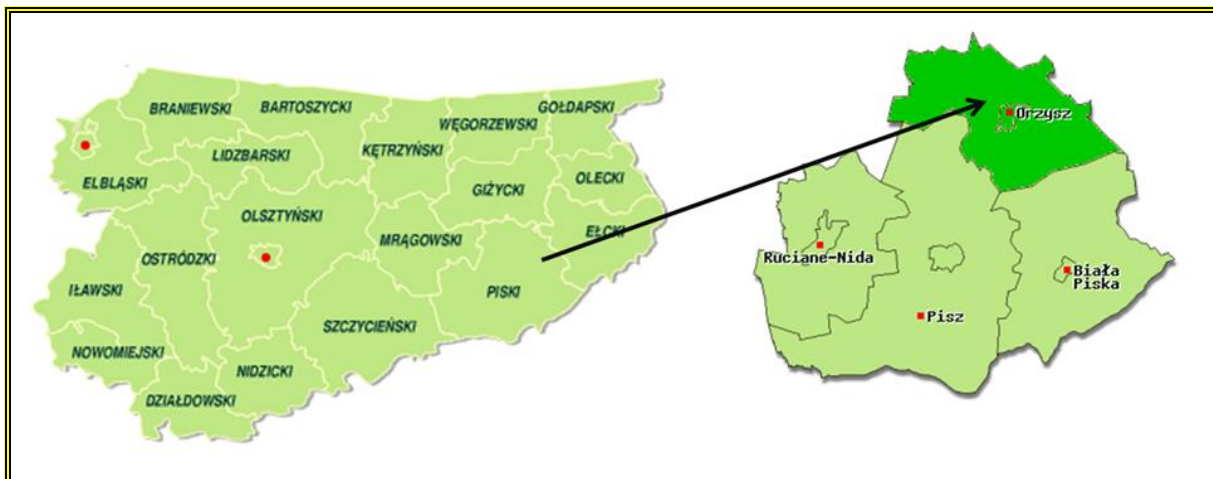 BRANIEWSKI
BARTOSZYCKI
GOŁDAPSKI
WĘGORZEWSKI
KĘTRZYŃSKI
LIDZBARSKI
ELBLĄSKI
GIŻYCKI
OLECKI
OLSZTYŃSKI
MRĄGOWSKI
EŁCKI
OSTRÓDZKI
IŁAWSKI
PISKI
SZCZYCIEŃSKI
NOWOMIEJSKI
NIDZICKI
DZIAŁDOWSKI
Orzysz
Ruciane-Nida
Biała
Piska
Pisz